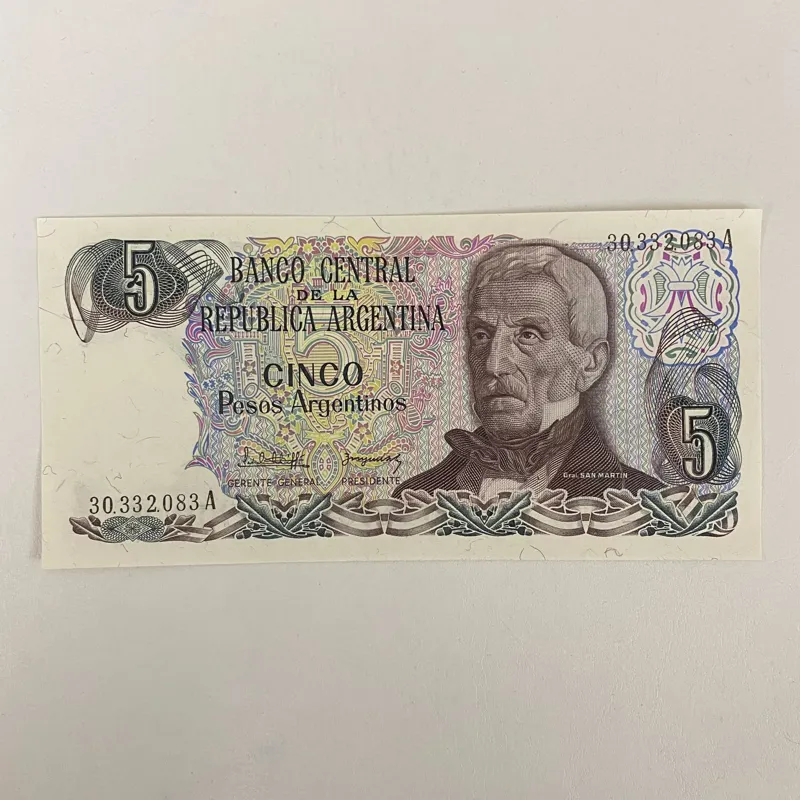 30.332.083 A
5
BANCO CENTRAL
DE LA
REPUBLICA ARGENTINA
5
CINCO
Pesos Argentinos
5
Gral. SAN MARTIN
GERENTE GENERAL PRESIDENTE
30.332.083 A